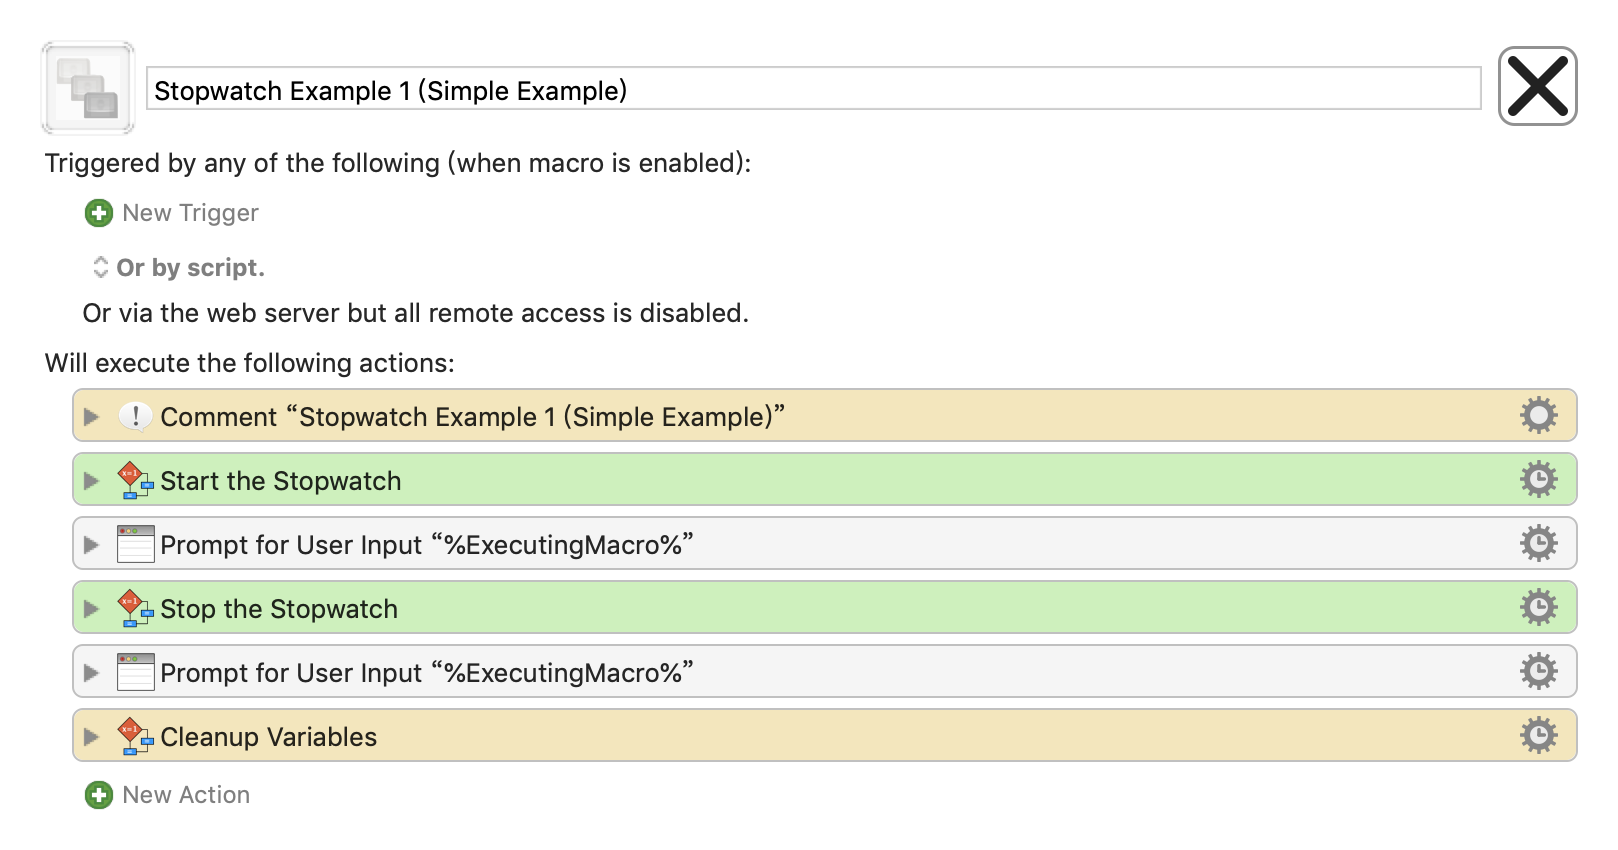 Stopwatch Example 1 (Simple Example)
Triggered by any of the following (when macro is enabled):
New Trigger
Or by script.
Or via the web server but all remote access is disabled.
Will execute the following actions:
Comment “Stopwatch Example 1 (Simple Example)”
Start the Stopwatch
Prompt for User Input “%ExecutingMacro%”
Stop the Stopwatch
Prompt for User Input “%ExecutingMacro%”
Cleanup Variables
New Action